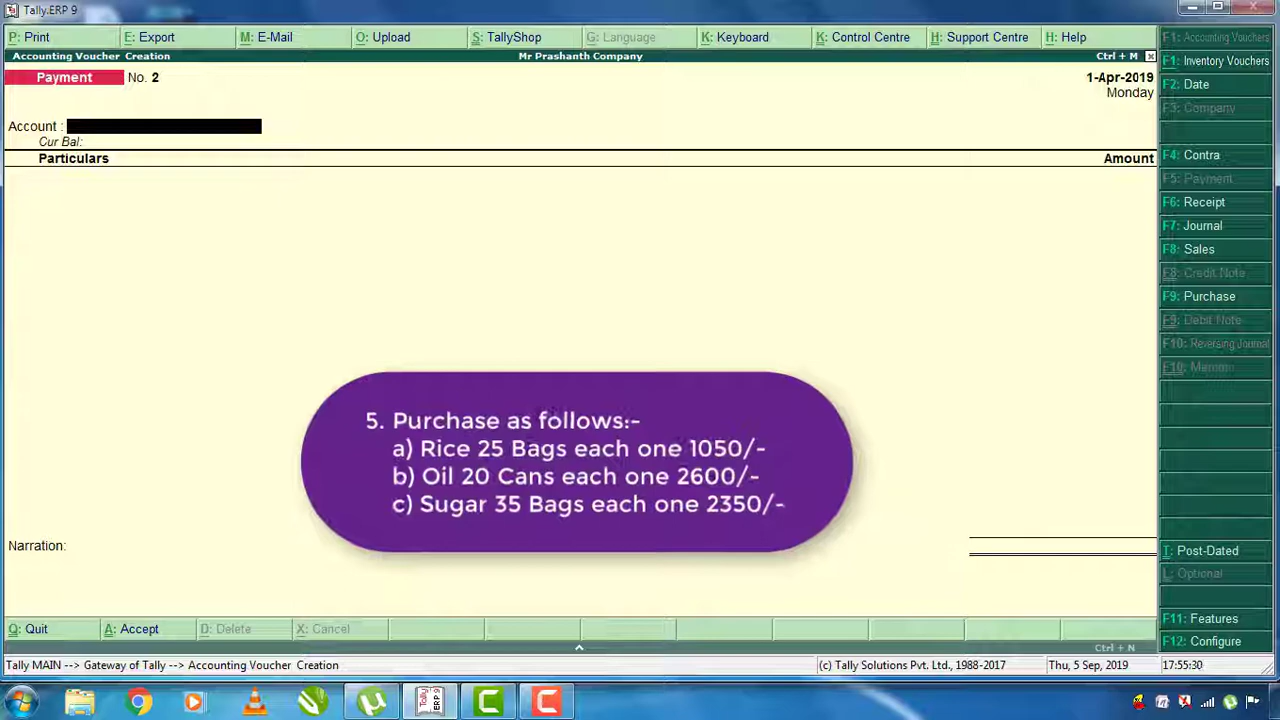 Tally.ERP 9
P: Print E: Export M: E-Mail O: Upload S: TallyShop G: Language K: Keyboard K: Control Centre H: Support Centre H: Help
Accounting Voucher Creation Mr Prashanth Company Ctrl + M
Payment No. 2 1-Apr-2019
Monday
Account :
Cur Bal:
Particulars Amount
5. Purchase as follows:-
a) Rice 25 Bags each one 1050/-
b) Oil 20 Cans each one 2600/-
c) Sugar 35 Bags each one 2350/-
Narration:
F1: Accounting Vouchers
F1: Inventory Vouchers
F2: Date
F3: Company
F4: Contra
F5: Payment
F6: Receipt
F7: Journal
F8: Sales
F8: Credit Note
F9: Purchase
F9: Debit Note
F10: Reversing Journal
F10: Memos
T: Post-Dated
L: Optional
F11: Features
F12: Configure
Q: Quit A: Accept D: Delete X: Cancel
Ctrl + N
Tally MAIN --> Gateway of Tally --> Accounting Voucher Creation (c) Tally Solutions Pvt. Ltd., 1988-2017 Thu, 5 Sep, 2019 17:55:30